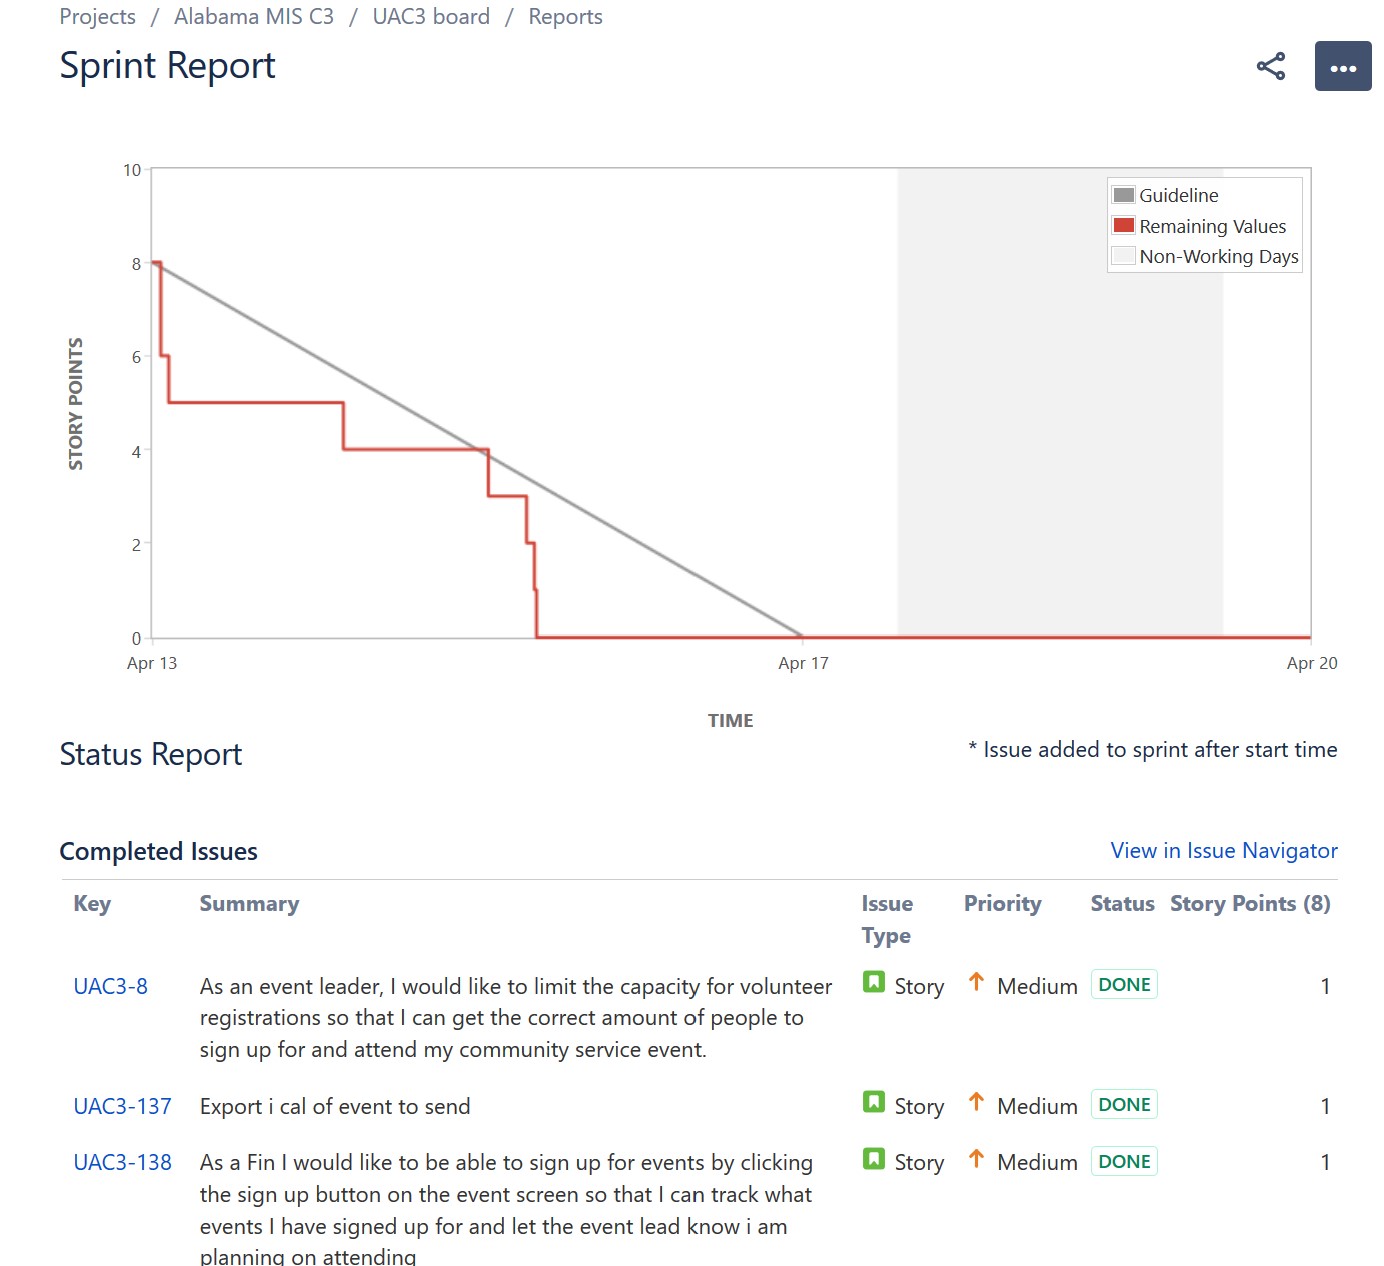 Projects / Alabama MIS C3 / UAC3 board / Reports
Sprint Report
10
8
6
4
2
0
STORY POINTS
Guideline
Remaining Values
Non-Working Days
Apr 13
Apr 17
Apr 20
TIME
Status Report
* Issue added to sprint after start time
Completed Issues
View in Issue Navigator
Key Summary Issue Type Priority Status Story Points (8)
UAC3-8 As an event leader, I would like to limit the capacity for volunteer Story Medium DONE 1
registrations so that I can get the correct amount of people to
sign up for and attend my community service event.
UAC3-137 Export i cal of event to send Story Medium DONE 1
UAC3-138 As a Fin I would like to be able to sign up for events by clicking Story Medium DONE 1
the sign up button on the event screen so that I can track what
events I have signed up for and let the event lead know i am
planning on attending